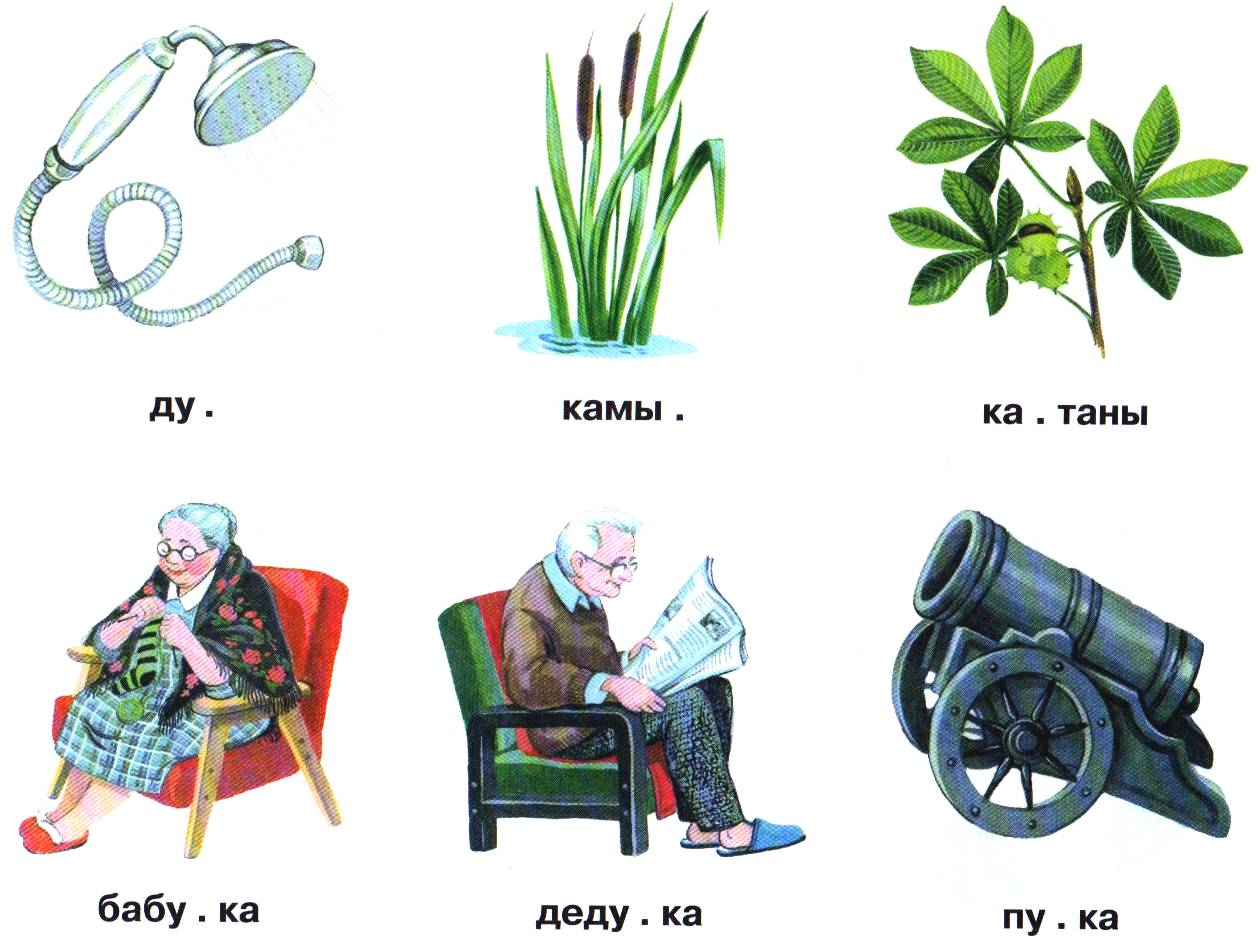 ду .
камы .
ка . таны
бабу . ка
деду . ка
пу . ка